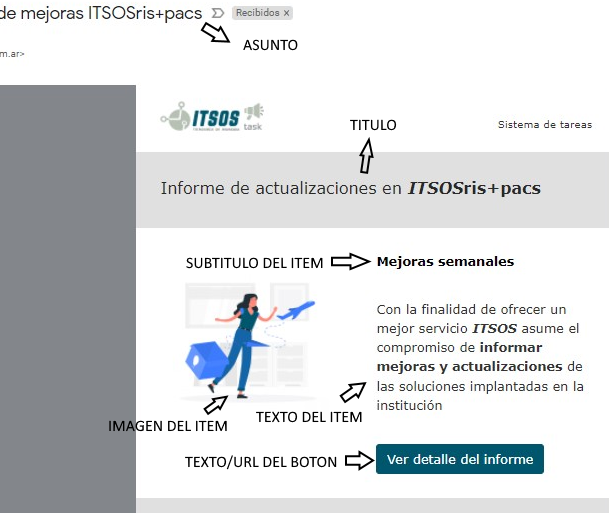 de mejoras ITSOSris+pacs
Recibidos x
ASUNTO
m.ar>
ITSOS
task
TITULO
Sistema de tareas
Informe de actualizaciones en ITSOSris+pacs
SUBTITULO DEL ITEM
Mejoras semanales
Con la finalidad de ofrecer un
mejor servicio ITSOS asume el
compromiso de informar
mejoras y actualizaciones de
las soluciones implantadas en la
institución
IMAGEN DEL ITEM
TEXTO DEL ITEM
TEXTO/URL DEL BOTON
Ver detalle del informe